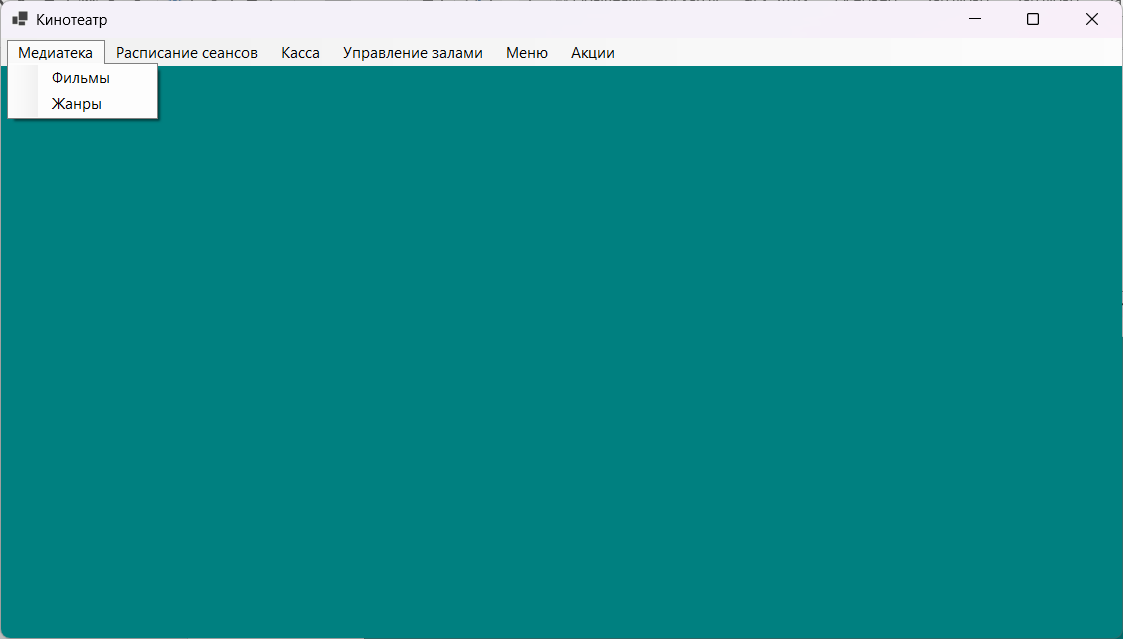 Кинотеатр
Медиатека Расписание сеансов Касса Управление залами Меню Акции
Фильмы
Жанры